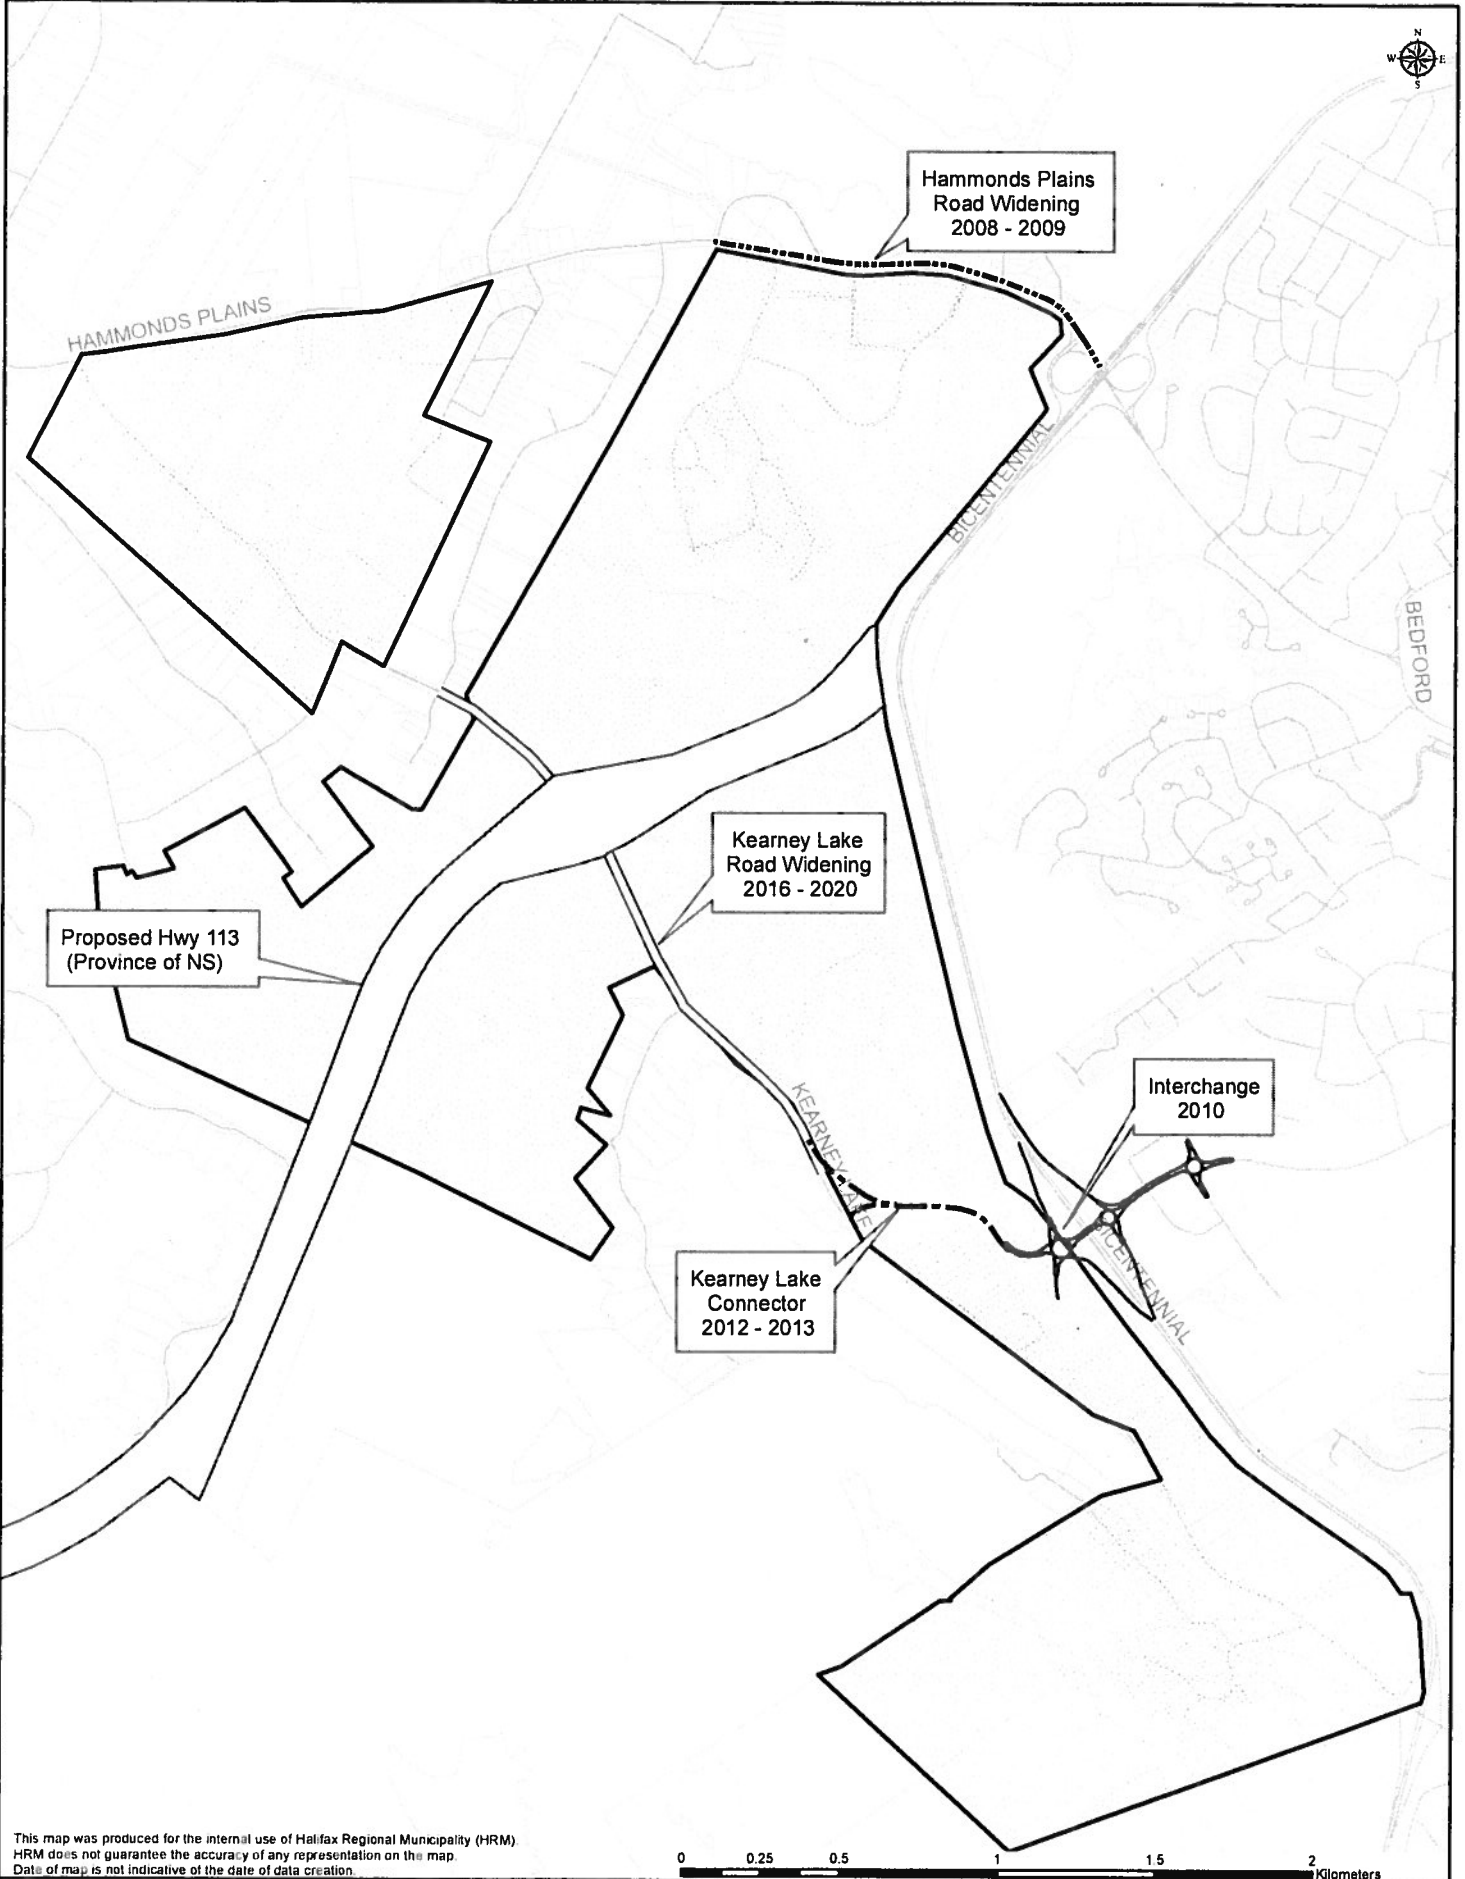 N
W E
S
Hammonds Plains
Road Widening
2008 - 2009
HAMMONDS PLAINS
BICENTENNIAL
BEDFORD
Kearney Lake
Road Widening
2016 - 2020
Proposed Hwy 113
(Province of NS)
Interchange
2010
KEARNEY LAKE
BICENTENNIAL
Kearney Lake
Connector
2012 - 2013
This map was produced for the internal use of Halifax Regional Municipality (HRM)
HRM does not guarantee the accuracy of any representation on the map.
Date of map is not indicative of the date of data creation.
0 0.25 0.5 1 1.5 2
Kilometers